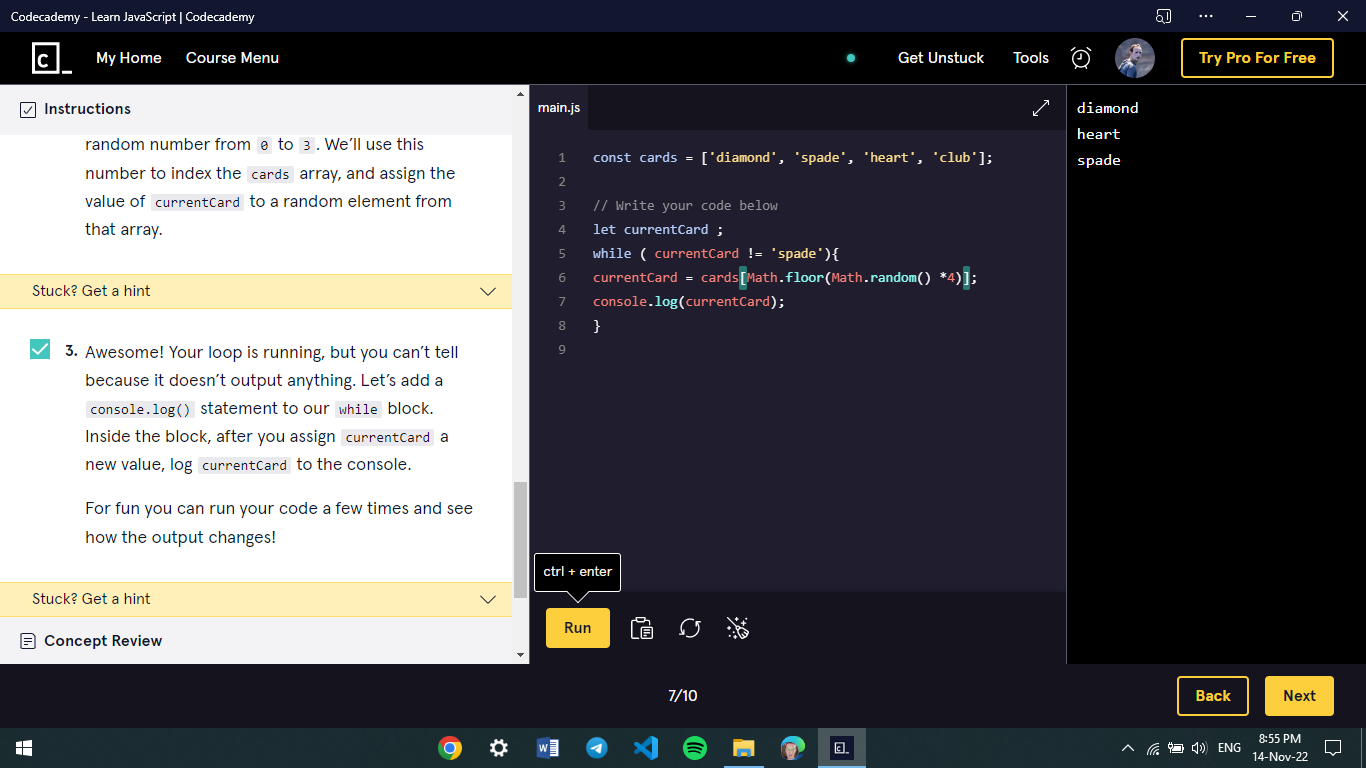 Codecademy - Learn JavaScript | Codecademy
C_
My Home
Course Menu
Get Unstuck
Tools
Try Pro For Free
Instructions
random number from 0 to 3. We’ll use this
number to index the cards array, and assign the
value of currentCard to a random element from
that array.
Stuck? Get a hint
3. Awesome! Your loop is running, but you can’t tell
because it doesn’t output anything. Let’s add a
console.log() statement to our while block.
Inside the block, after you assign currentCard a
new value, log currentCard to the console.
For fun you can run your code a few times and see
how the output changes!
Stuck? Get a hint
Concept Review
main.js
1 const cards = ['diamond', 'spade', 'heart', 'club'];
2
3 // Write your code below
4 let currentCard ;
5 while ( currentCard != 'spade'){
6 currentCard = cards[Math.floor(Math.random() *4)];
7 console.log(currentCard);
8 }
9
ctrl + enter
Run
diamond
heart
spade
7/10
Back
Next
ENG
8:55 PM
14-Nov-22